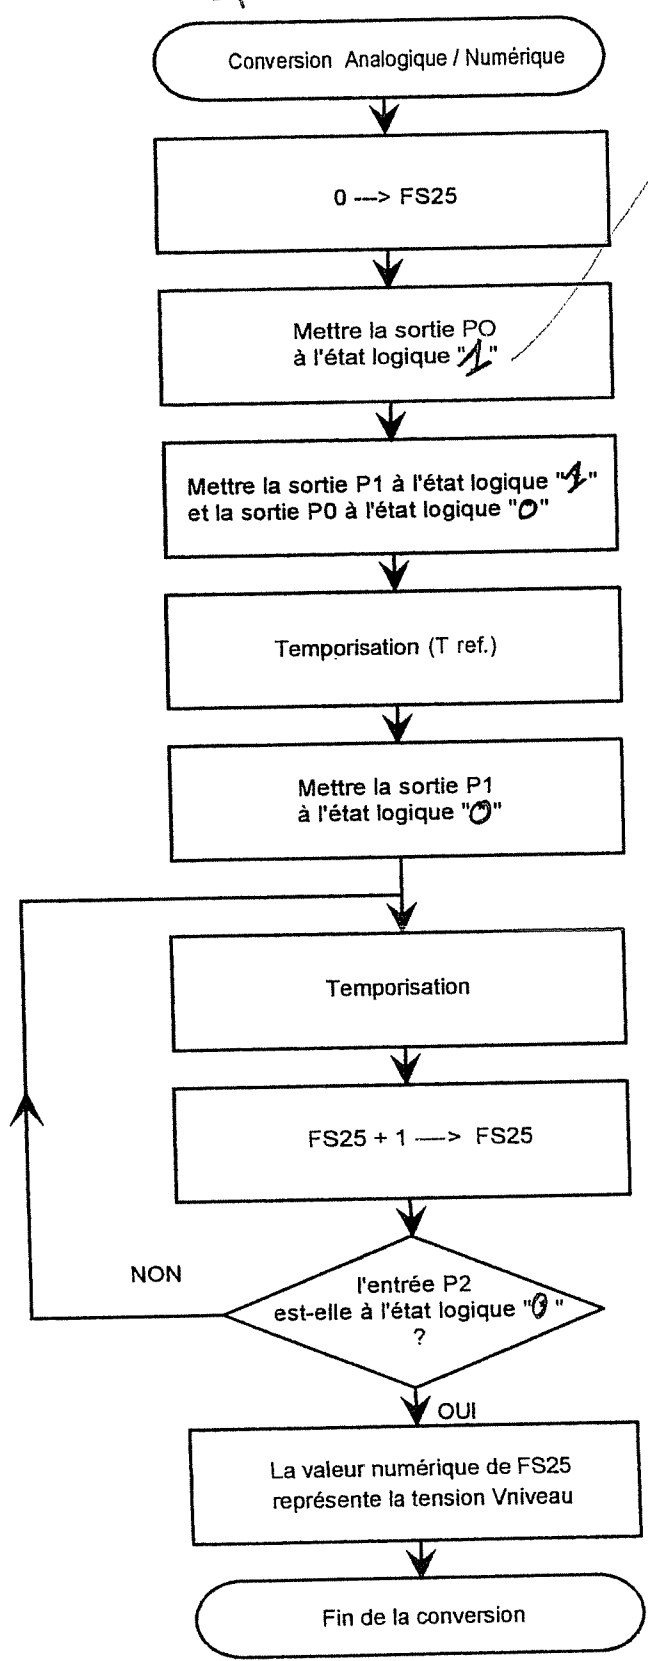 Conversion Analogique / Numérique
0 ---> FS25
Mettre la sortie PO
à l'état logique "1"
Mettre la sortie P1 à l'état logique "1"
et la sortie P0 à l'état logique "0"
Temporisation (T ref.)
Mettre la sortie P1
à l'état logique "0"
Temporisation
FS25 + 1 ----> FS25
NON
l'entrée P2
est-elle à l'état logique "0 "
?
OUI
La valeur numérique de FS25
représente la tension Vniveau
Fin de la conversion